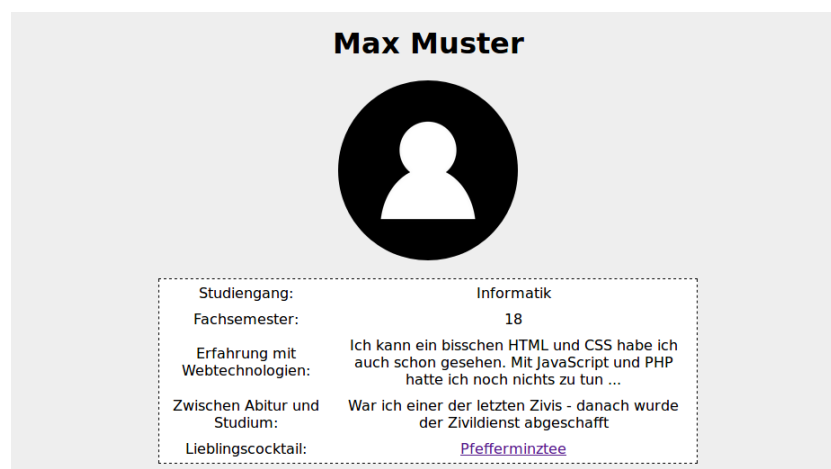 Max Muster
Studiengang: Informatik
Fachsemester: 18
Erfahrung mit
Webtechnologien:
Ich kann ein bisschen HTML und CSS habe ich
auch schon gesehen. Mit JavaScript und PHP
hatte ich noch nichts zu tun ...
Zwischen Abitur und
Studium:
War ich einer der letzten Zivis - danach wurde
der Zivildienst abgeschafft
Lieblingscocktail: Pfefferminztee